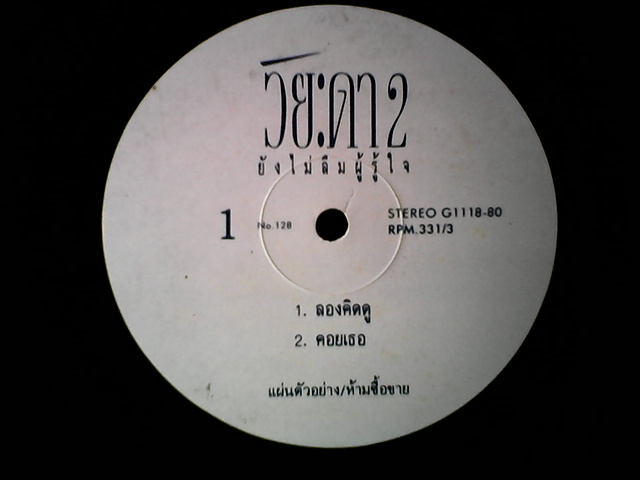 วิยะดา 2
ยังไม่ลืมผู้รู้ใจ
1
No.128
STEREO G1118-80
RPM.331/3
1. ลองคิดดู
2. คอยเธอ
แผ่นตัวอย่าง/ห้ามซื้อขาย